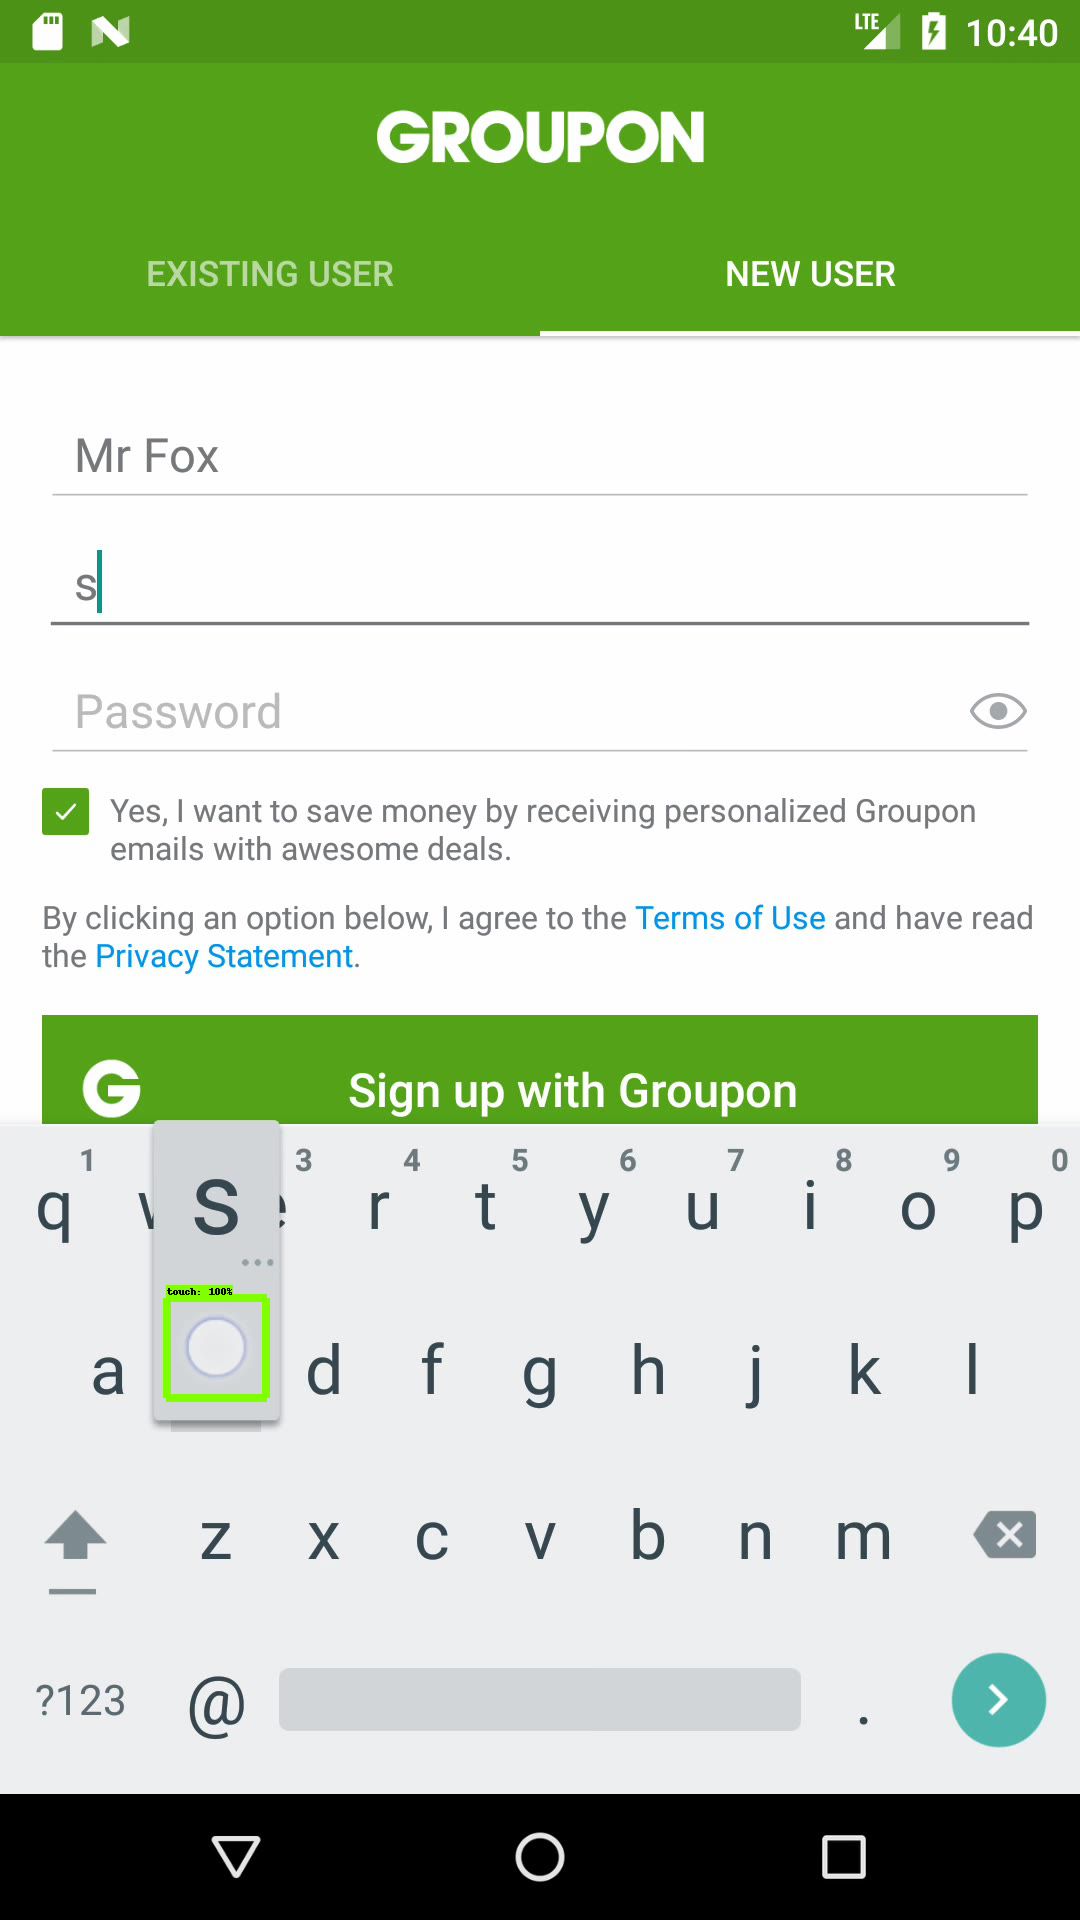 LTE 10:40
GROUPON
EXISTING USER NEW USER
Mr Fox
s
Password
Yes, I want to save money by receiving personalized Groupon
emails with awesome deals.
By clicking an option below, I agree to the Terms of Use and have read
the Privacy Statement.
G Sign up with Groupon
1 3 4 5 6 7 8 9 0
q w e r t y u i o p
s
touch: 100%
a d f g h j k l
z x c v b n m
?123 @ .